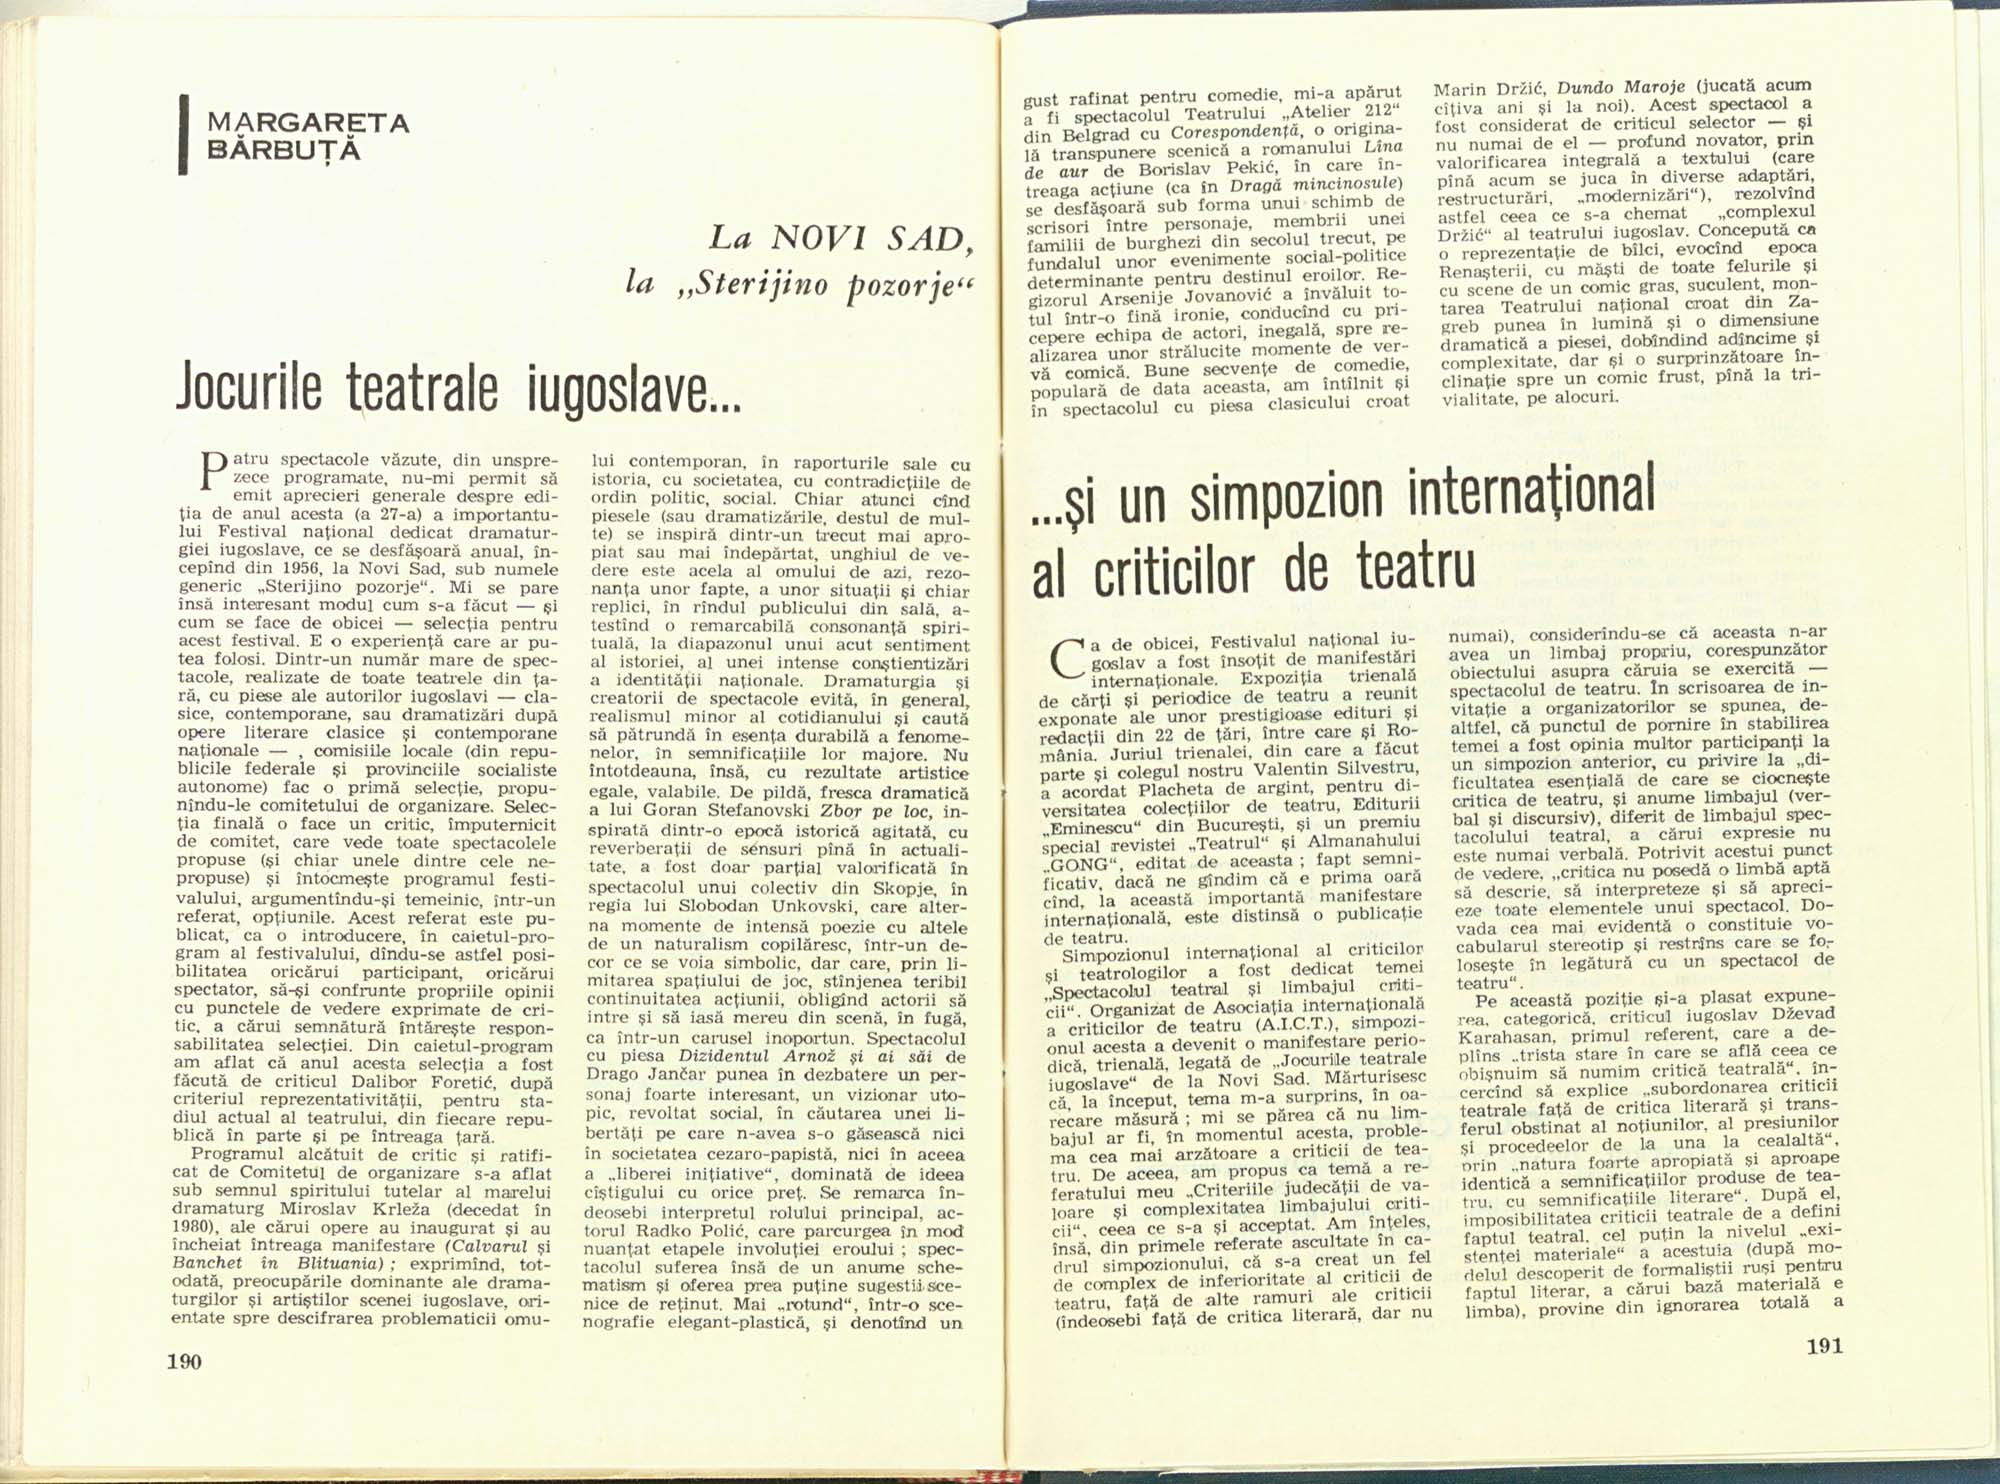 MARGARETA
BĂRBUȚĂ
La NOVI SAD,
la „Sterijino pozorje“
Jocurile teatrale iugoslave...
Patru spectacole văzute, din unspre-
zece programate, nu-mi permit să
emit aprecieri generale despre edi-
ția de anul acesta (a 27-a) a importantu-
lui Festival național dedicat dramatur-
giei iugoslave, ce se desfășoară anual, în-
cepînd din 1956, la Novi Sad, sub numele
generic „Sterijino pozorje“. Mi se pare
însă interesant modul cum s-a făcut — și
cum se face de obicei — selecția pentru
acest festival. E o experiență care ar pu-
tea folosi. Dintr-un număr mare de spec-
tacole, realizate de toate teatrele din ța-
ră, cu piese ale autorilor iugoslavi — cla-
sice, contemporane, sau dramatizări după
opere literare clasice și contemporane
naționale — , comisiile locale (din repu-
blicile federale și provinciile socialiste
autonome) fac o primă selecție, propu-
nîndu-le comitetului de organizare. Selec-
ția finală o face un critic, împuternicit
de comitet, care vede toate spectacolele
propuse (și chiar unele dintre cele ne-
propuse) și întocmește programul festi-
valului, argumentîndu-și temeinic, într-un
referat, opțiunile. Acest referat este pu-
blicat, ca o introducere, în caietul-pro-
gram al festivalului, dîndu-se astfel posi-
bilitatea oricărui participant, oricărui
spectator, să-și confrunte propriile opinii
cu punctele de vedere exprimate de cri-
tic, a cărui semnătură întărește respon-
sabilitatea selecției. Din caietul-program
am aflat că anul acesta selecția a fost
făcută de criticul Dalibor Foretić, după
criteriul reprezentativității, pentru sta-
diul actual al teatrului, din fiecare repu-
blică în parte și pe întreaga țară.
Programul alcătuit de critic și ratifi-
cat de Comitetul de organizare s-a aflat
sub semnul spiritului tutelar al marelui
dramaturg Miroslav Krleža (decedat în
1980), ale cărui opere au inaugurat și au
încheiat întreaga manifestare (Calvarul și
Banchet în Blituania) ; exprimînd, tot-
odată, preocupările dominante ale drama-
turgilor și artiștilor scenei iugoslave, ori-
entate spre descifrarea problematicii omu-
lui contemporan, în raporturile sale cu
istoria, cu societatea, cu contradicțiile de
ordin politic, social. Chiar atunci cînd
piesele (sau dramatizările, destul de mul-
te) se inspiră dintr-un trecut mai apro-
piat sau mai îndepărtat, unghiul de ve-
dere este acela al omului de azi, rezo-
nanța unor fapte, a unor situații și chiar
replici, în rîndul publicului din sală, a-
testînd o remarcabilă consonanță spiri-
tuală, la diapazonul unui acut sentiment
al istoriei, al unei intense conștientizări
a identității naționale. Dramaturgia și
creatorii de spectacole evită, în general,
realismul minor al cotidianului și caută
să pătrundă în esența durabilă a fenome-
nelor, în semnificațiile lor majore. Nu
întotdeauna, însă, cu rezultate artistice
egale, valabile. De pildă, fresca dramatică
a lui Goran Stefanovski Zbor pe loc, in-
spirată dintr-o epocă istorică agitată, cu
reverberații de sensuri pînă în actuali-
tate, a fost doar parțial valorificată în
spectacolul unui colectiv din Skopje, în
regia lui Slobodan Unkovski, care alter-
na momente de intensă poezie cu altele
de un naturalism copilăresc, într-un de-
cor ce se voia simbolic, dar care, prin li-
mitarea spațiului de joc, stînjenea teribil
continuitatea acțiunii, obligînd actorii să
intre și să iasă mereu din scenă, în fugă,
ca într-un carusel inoportun. Spectacolul
cu piesa Dizidentul Arnož și ai săi de
Drago Jančar punea în dezbatere un per-
sonaj foarte interesant, un vizionar uto-
pic, revoltat social, în căutarea unei li-
bertăți pe care n-avea s-o găsească nici
în societatea cezaro-papistă, nici în aceea
a „liberei inițiative“, dominată de ideea
cîștigului cu orice preț. Se remarca în-
deosebi interpretul rolului principal, ac-
torul Radko Polić, care parcurgea în mod
nuanțat etapele involuției eroului ; spec-
tacolul suferea însă de un anume sche-
matism și oferea prea puține sugestii sce-
nice de reținut. Mai „rotund“, într-o sce-
nografie elegant-plastică, și denotînd un
190
gust rafinat pentru comedie, mi-a apărut
a fi spectacolul Teatrului „Atelier 212“
din Belgrad cu Corespondență, o origina-
lă transpunere scenică a romanului Lîna
de aur de Borislav Pekić, în care în-
treaga acțiune (ca în Dragă mincinosule)
se desfășoară sub forma unui schimb de
scrisori între personaje, membrii unei
familii de burghezi din secolul trecut, pe
fundalul unor evenimente social-politice
determinante pentru destinul eroilor. Re-
gizorul Arsenije Jovanović a învăluit to-
tul într-o fină ironie, conducînd cu pri-
cepere echipa de actori, inegală, spre re-
alizarea unor strălucite momente de ver-
vă comică. Bune secvențe de comedie,
populară de data aceasta, am întîlnit și
în spectacolul cu piesa clasicului croat
Marin Držić, Dundo Maroje (jucată acum
cîțiva ani și la noi). Acest spectacol a
fost considerat de criticul selector — și
nu numai de el — profund novator, prin
valorificarea integrală a textului (care
pînă acum se juca în diverse adaptări,
restructurări, „modernizări“), rezolvînd
astfel ceea ce s-a chemat „complexul
Držić“ al teatrului iugoslav. Concepută ca
o reprezentație de bîlci, evocînd epoca
Renașterii, cu măști de toate felurile și
cu scene de un comic gras, suculent, mon-
tarea Teatrului național croat din Za-
greb punea în lumină și o dimensiune
dramatică a piesei, dobîndind adîncime și
complexitate, dar și o surprinzătoare în-
clinație spre un comic frust, pînă la tri-
vialitate, pe alocuri.
...și un simpozion internațional
al criticilor de teatru
Ca de obicei, Festivalul național iu-
goslav a fost însoțit de manifestări
internaționale. Expoziția trienală
de cărți și periodice de teatru a reunit
exponate ale unor prestigioase edituri și
redacții din 22 de țări, între care și Ro-
mânia. Juriul trienalei, din care a făcut
parte și colegul nostru Valentin Silvestru,
a acordat Placheta de argint, pentru di-
versitatea colecțiilor de teatru, Editurii
„Eminescu“ din București, și un premiu
special revistei „Teatrul“ și Almanahului
„GONG“, editat de aceasta ; fapt semni-
ficativ, dacă ne gîndim că e prima oară
cînd, la această importantă manifestare
internațională, este distinsă o publicație
de teatru.
Simpozionul internațional al criticilor
și teatrologilor a fost dedicat temei
„Spectacolul teatral și limbajul criti-
cii“. Organizat de Asociația internațională
a criticilor de teatru (A.I.C.T.), simpozi-
onul acesta a devenit o manifestare perio-
dică, trienală, legată de „Jocurile teatrale
iugoslave“ de la Novi Sad. Mărturisesc
că, la început, tema m-a surprins, în oa-
recare măsură ; mi se părea că nu lim-
bajul ar fi, în momentul acesta, proble-
ma cea mai arzătoare a criticii de tea-
tru. De aceea, am propus ca temă a re-
feratului meu „Criteriile judecății de va-
loare și complexitatea limbajului criti-
cii“, ceea ce s-a și acceptat. Am înțeles,
însă, din primele referate ascultate în ca-
drul simpozionului, că s-a creat un fel
de complex de inferioritate al criticii de
teatru, față de alte ramuri ale criticii
(îndeosebi față de critica literară, dar nu
numai), considerîndu-se că aceasta n-ar
avea un limbaj propriu, corespunzător
obiectului asupra căruia se exercită —
spectacolul de teatru. În scrisoarea de in-
vitație a organizatorilor se spunea, de-
altfel, că punctul de pornire în stabilirea
temei a fost opinia multor participanți la
un simpozion anterior, cu privire la „di-
ficultatea esențială de care se ciocnește
critica de teatru, și anume limbajul (ver-
bal și discursiv), diferit de limbajul spec-
tacolului teatral, a cărui expresie nu
este numai verbală. Potrivit acestui punct
de vedere, „critica nu posedă o limbă aptă
să descrie, să interpreteze și să apreci-
eze toate elementele unui spectacol. Do-
vada cea mai evidentă o constituie vo-
cabularul stereotip și restrîns care se fo-
losește în legătură cu un spectacol de
teatru“.
Pe această poziție și-a plasat expune-
rea, categorică, criticul iugoslav Dževad
Karahasan, primul referent, care a de-
plîns „trista stare în care se află ceea ce
obișnuim să numim critică teatrală“, în-
cercînd să explice „subordonarea criticii
teatrale față de critica literară și trans-
ferul obstinat al noțiunilor, al presiunilor
și procedeelor de la una la cealaltă“,
prin „natura foarte apropiată și aproape
identică a semnificațiilor produse de tea-
tru, cu semnificațiile literare“. După el,
imposibilitatea criticii teatrale de a defini
faptul teatral, cel puțin la nivelul „exi-
stenței materiale“ a acestuia (după mo-
delul descoperit de formaliștii ruși pentru
faptul literar, a cărui bază materială e
limba), provine din ignorarea totală a
191